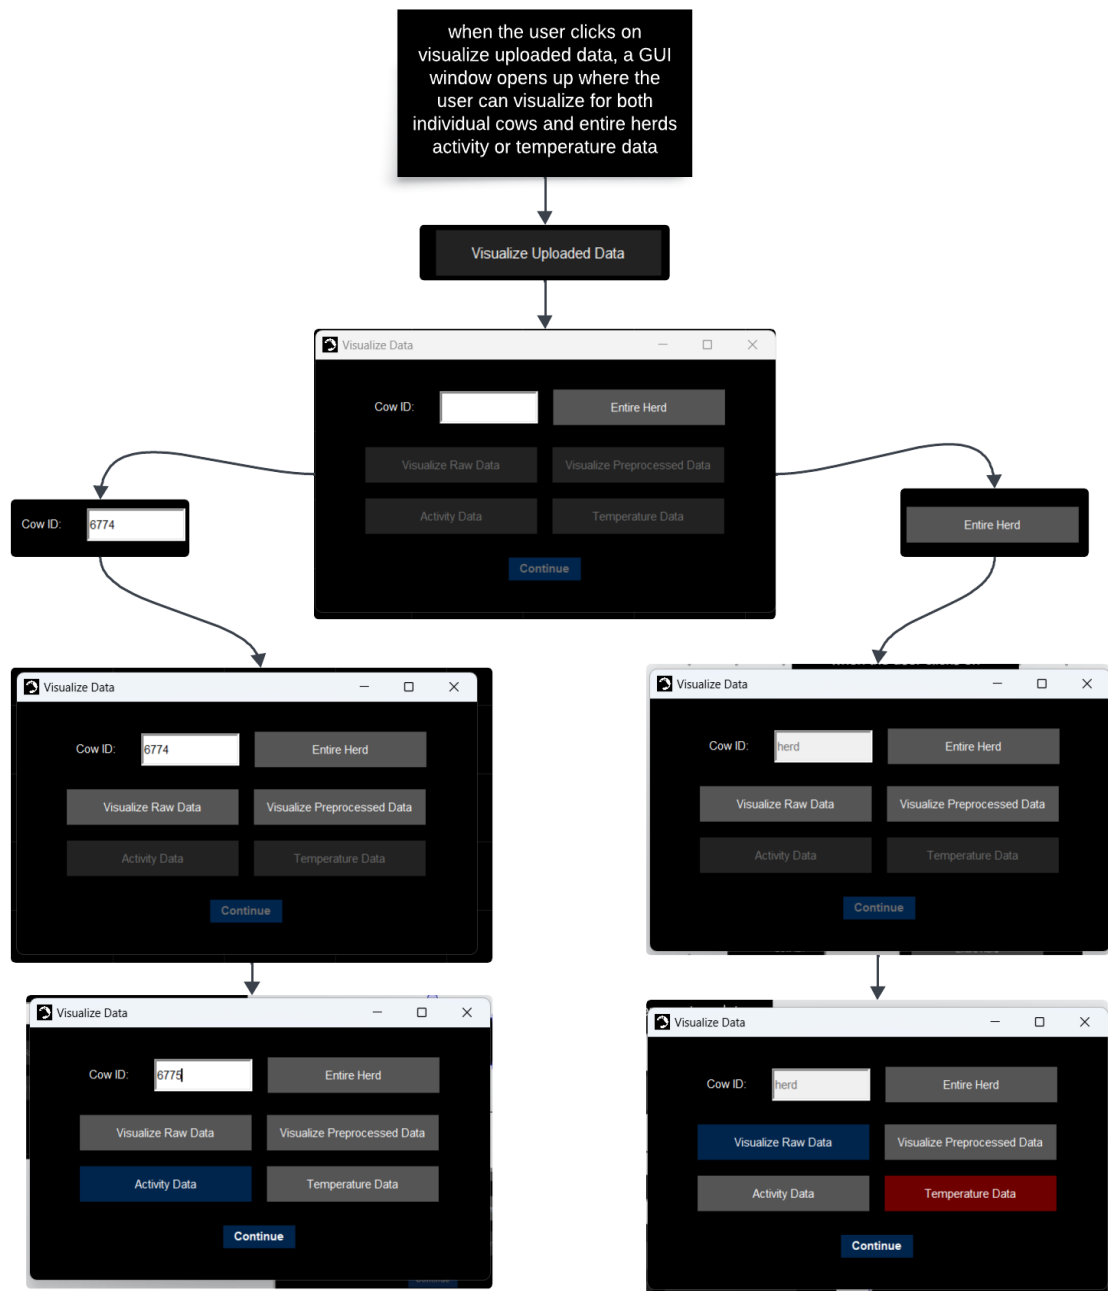 when the user clicks on
visualize uploaded data, a GUI
window opens up where the
user can visualize for both
individual cows and entire herds
activity or temperature data
Visualize Uploaded Data
Visualize Data
Cow ID:
Entire Herd
Visualize Raw Data
Visualize Preprocessed Data
Activity Data
Temperature Data
Continue
Cow ID:
6774
Entire Herd
Visualize Data
Cow ID:
6774
Entire Herd
Visualize Raw Data
Visualize Preprocessed Data
Activity Data
Temperature Data
Continue
Visualize Data
Cow ID:
herd
Entire Herd
Visualize Raw Data
Visualize Preprocessed Data
Activity Data
Temperature Data
Continue
Visualize Data
Cow ID:
6775
Entire Herd
Visualize Raw Data
Visualize Preprocessed Data
Activity Data
Temperature Data
Continue
Visualize Data
Cow ID:
herd
Entire Herd
Visualize Raw Data
Visualize Preprocessed Data
Activity Data
Temperature Data
Continue